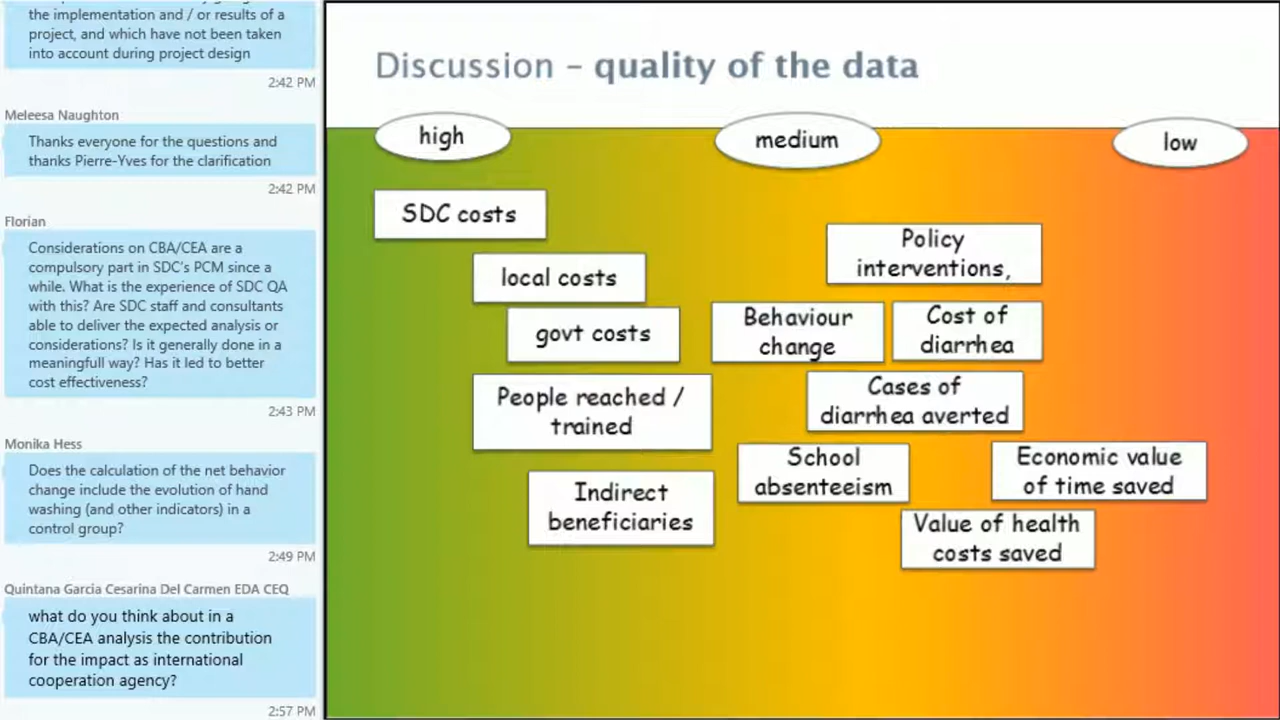 the implementation and / or results of a
project, and which have not been taken
into account during project design
2:42 PM
Meleesa Naughton
Thanks everyone for the questions and
thanks Pierre-Yves for the clarification
2:42 PM
Florian
Considerations on CBA/CEA are a
compulsory part in SDC's PCM since a
while. What is the experience of SDC QA
with this? Are SDC staff and consultants
able to deliver the expected analysis or
considerations? Is it generally done in a
meaningfull way? Has it led to better
cost effectiveness?
2:43 PM
Monika Hess
Does the calculation of the net behavior
change include the evolution of hand
washing (and other indicators) in a
control group?
2:49 PM
Quintana Garcia Cesarina Del Carmen EDA CEQ
what do you think about in a
CBA/CEA analysis the contribution
for the impact as international
cooperation agency?
2:57 PM
Discussion – quality of the data
high
medium
low
SDC costs
Policy
interventions,
local costs
govt costs
Behaviour
change
Cost of
diarrhea
People reached /
trained
Cases of
diarrhea averted
School
absenteeism
Economic value
of time saved
Indirect
beneficiaries
Value of health
costs saved